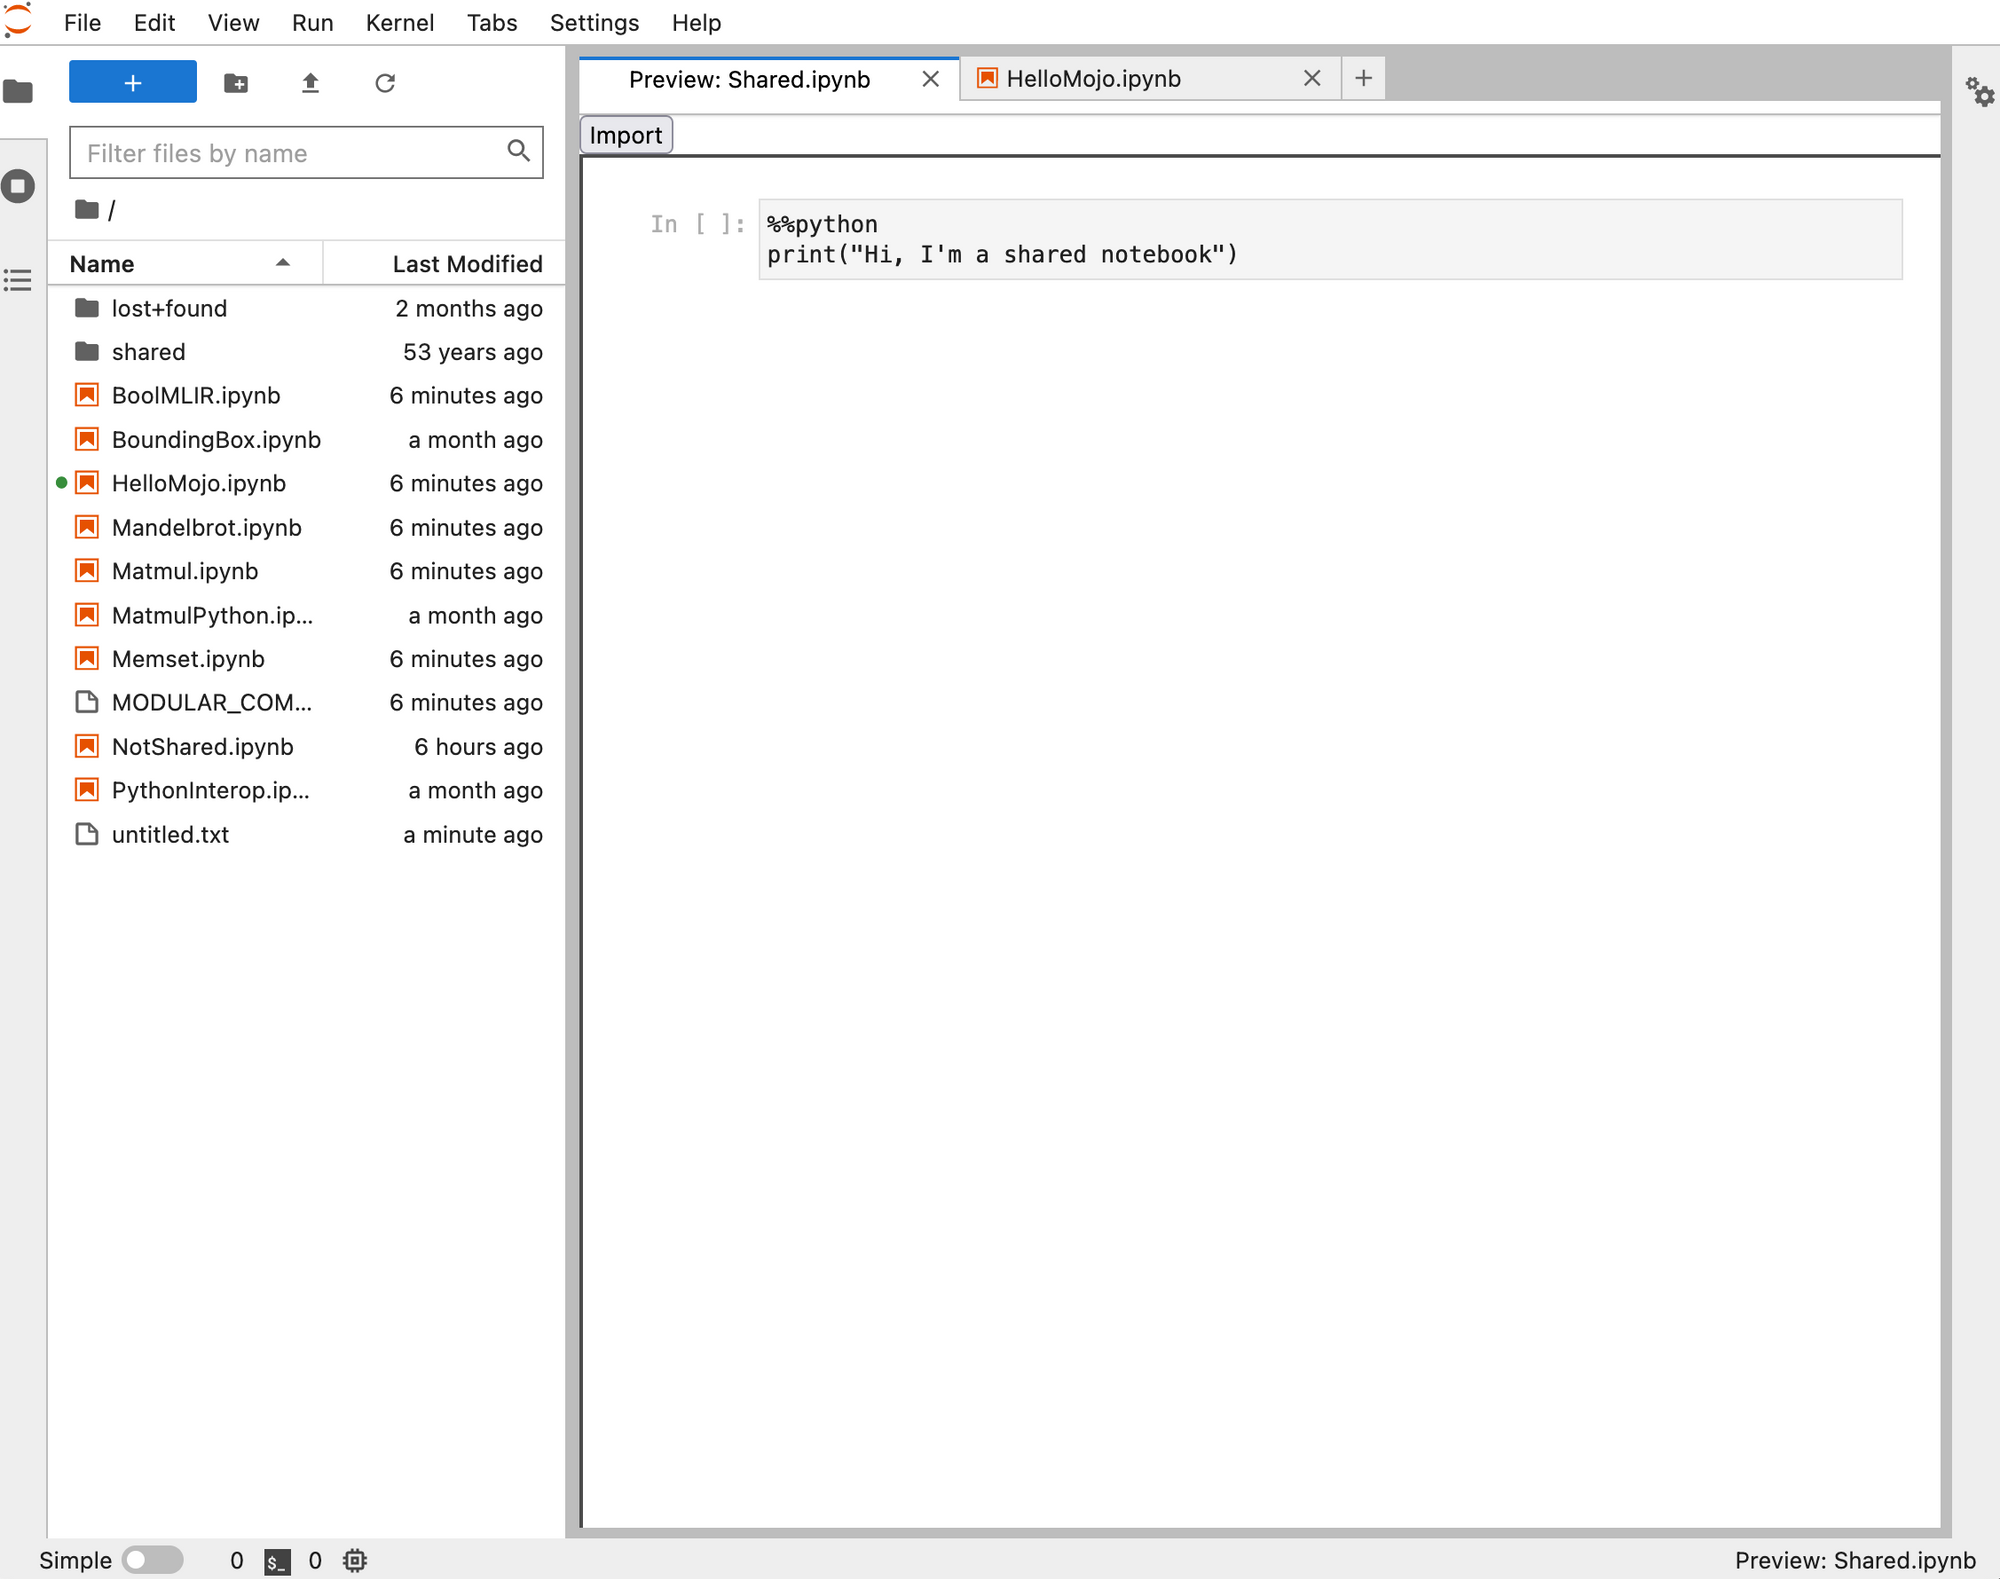 File Edit View Run Kernel Tabs Settings Help
Preview: Shared.ipynb HelloMojo.ipynb
Import
Filter files by name
/
Name Last Modified
lost+found 2 months ago
shared 53 years ago
BoolMLIR.ipynb 6 minutes ago
BoundingBox.ipynb a month ago
HelloMojo.ipynb 6 minutes ago
Mandelbrot.ipynb 6 minutes ago
Matmul.ipynb 6 minutes ago
MatmulPython.ip... a month ago
Memset.ipynb 6 minutes ago
MODULAR_COM... 6 minutes ago
NotShared.ipynb 6 hours ago
PythonInterop.ip... a month ago
untitled.txt a minute ago
In [ ]: %%python
print("Hi, I'm a shared notebook")
Simple 0 $_ 0 Preview: Shared.ipynb